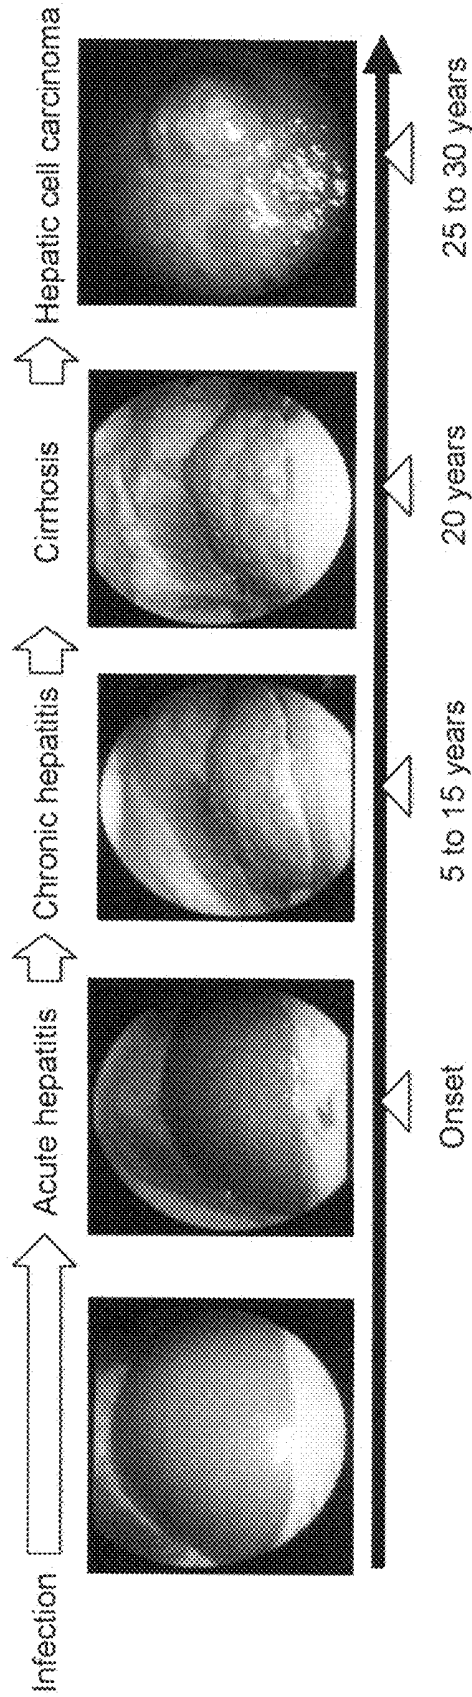 Infection
Acute hepatitis
Chronic hepatitis
Cirrhosis
Hepatic cell carcinoma
Onset
5 to 15 years
20 years
25 to 30 years